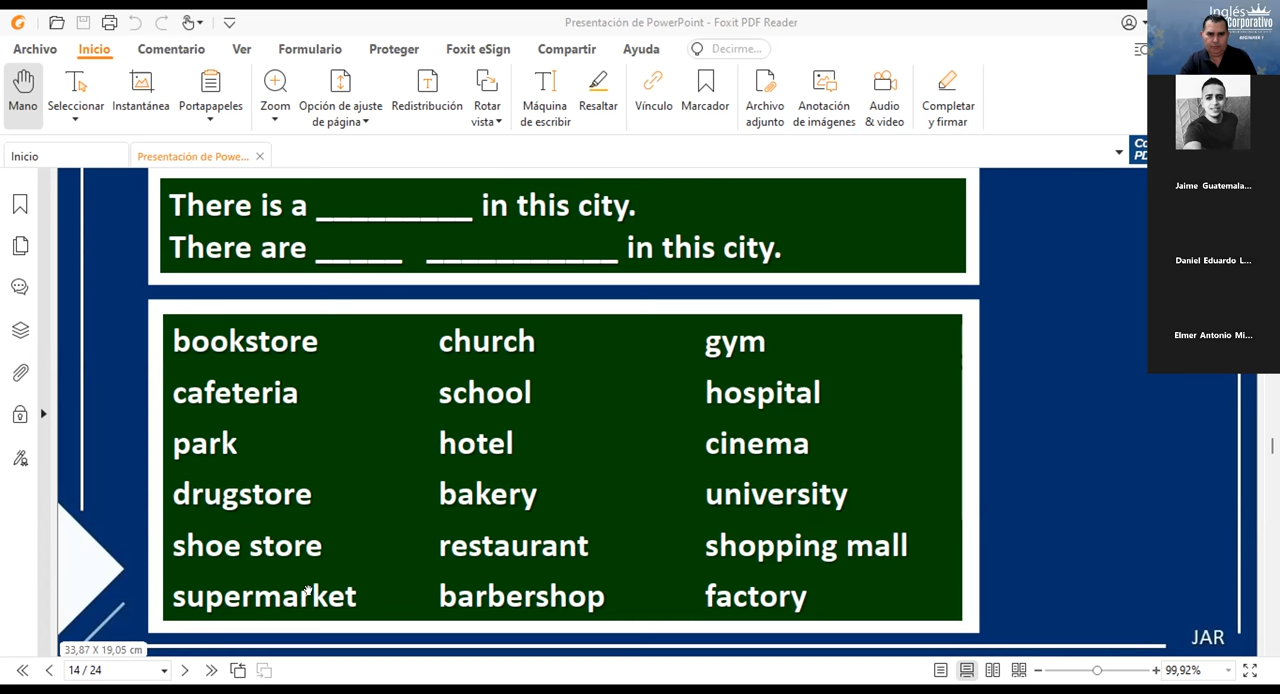 Presentación de PowerPoint - Foxit PDF Reader
Archivo Inicio Comentario Ver Formulario Proteger Foxit eSign Compartir Ayuda Decirme...
Mano Seleccionar Instantánea Portapapeles Zoom Opción de ajuste de página Redistribución Rotar vista Máquina de escribir Resaltar Vínculo Marcador Archivo adjunto Anotación de imágenes Audio & video Completar y firmar
Inicio Presentación de Powe...
Inglés
Corporativo
BEGINNER 1
Jaime Guatemala...
Daniel Eduardo L...
Elmer Antonio Mi...
There is a _________ in this city.
There are _____ ___________ in this city.
bookstore church gym
cafeteria school hospital
park hotel cinema
drugstore bakery university
shoe store restaurant shopping mall
supermarket barbershop factory
JAR
33,87 X 19,05 cm
14 / 24 99,92%